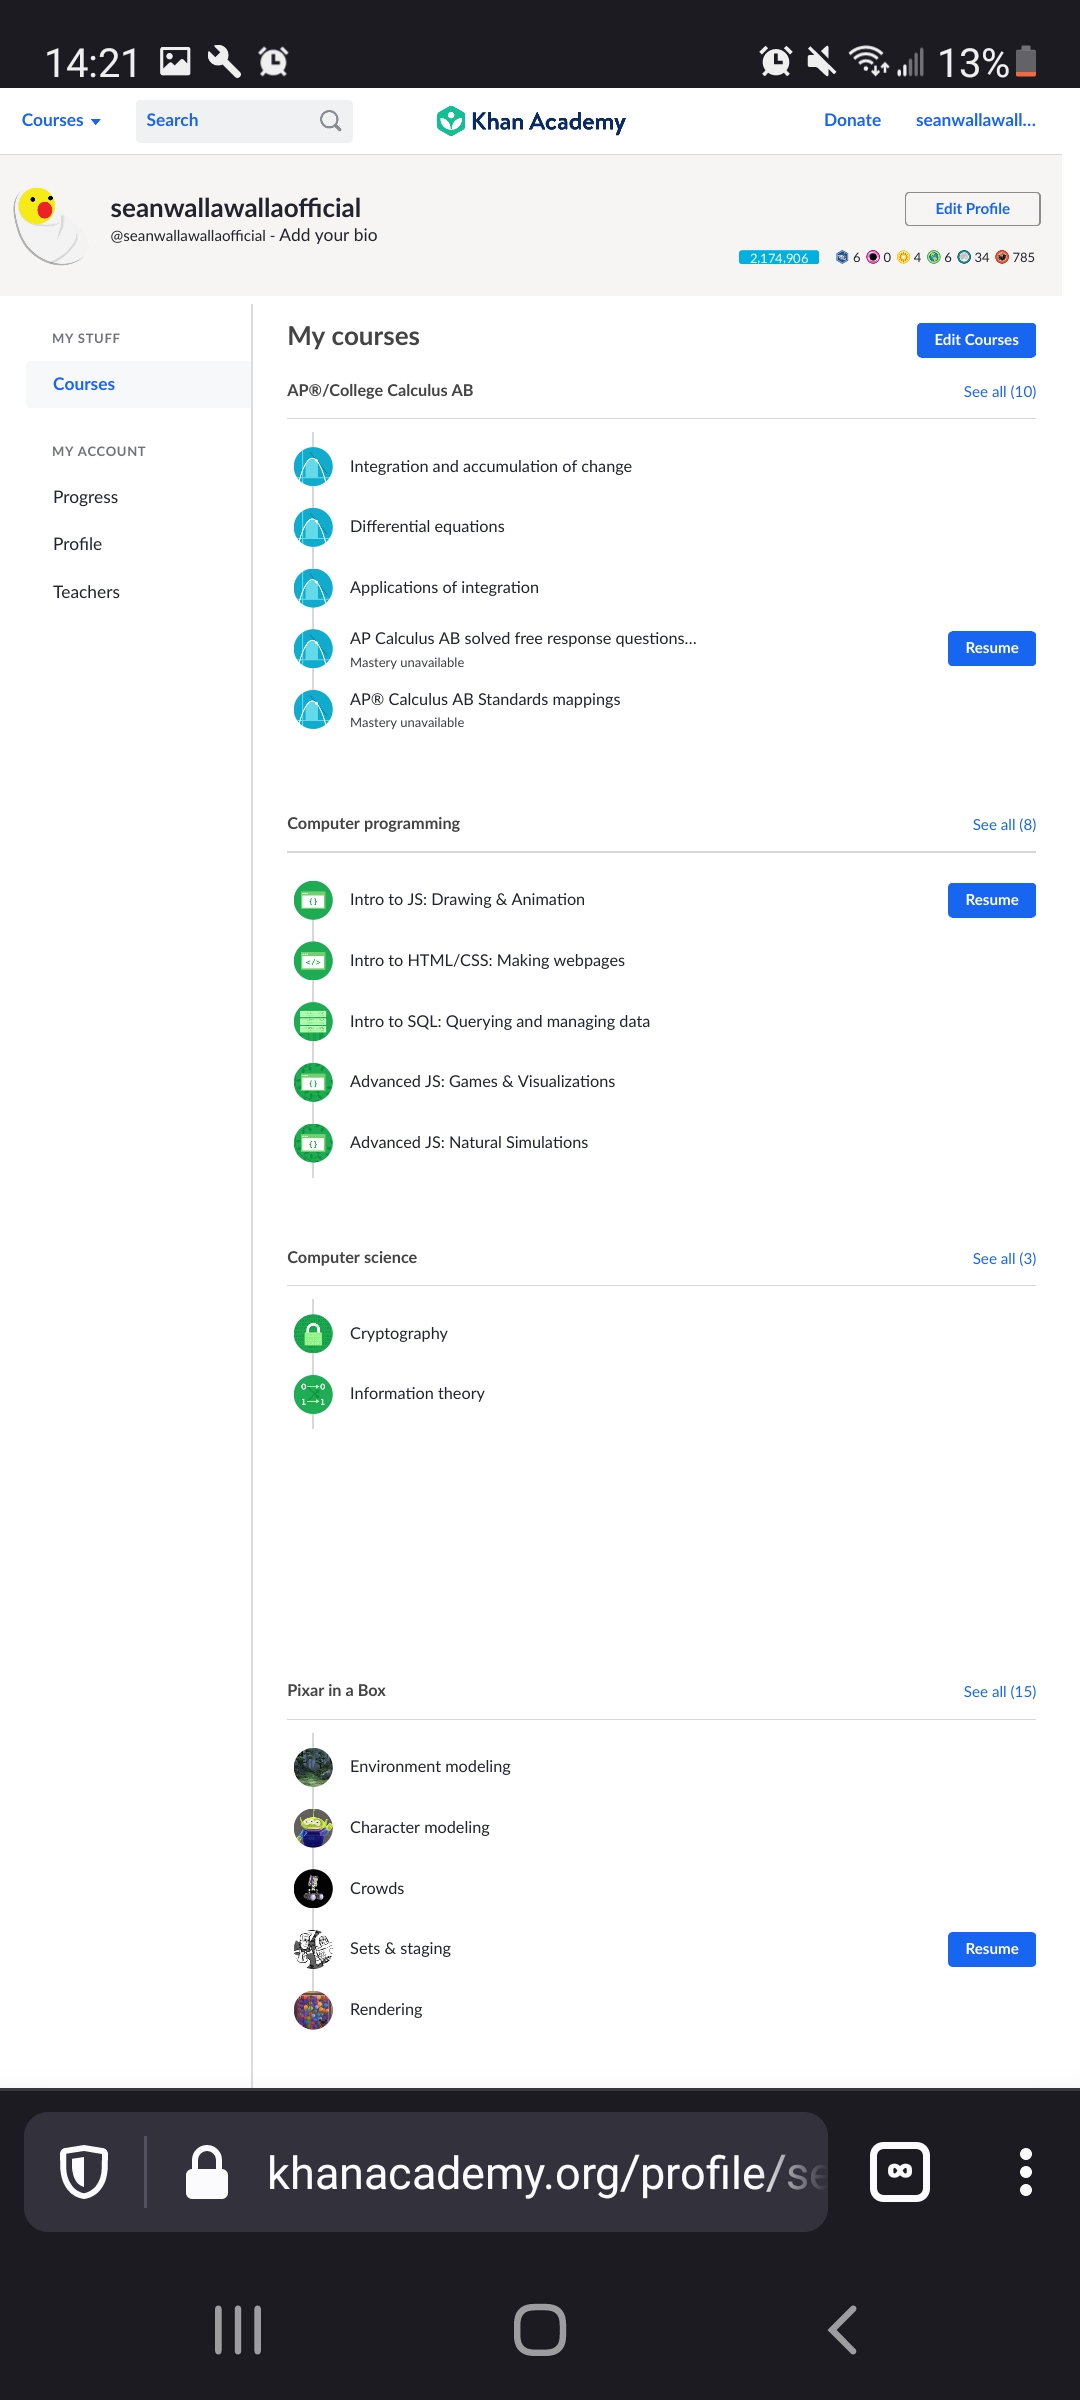 14:21 13%
Courses Search Khan Academy Donate seanwallawall...
seanwallawallaofficial
Edit Profile
@seanwallawallaofficial - Add your bio
2,174,906 6 0 4 6 34 785
MY STUFF
Courses
MY ACCOUNT
Progress
Profile
Teachers
My courses
Edit Courses
AP®/College Calculus AB See all (10)
Integration and accumulation of change
Differential equations
Applications of integration
AP Calculus AB solved free response questions...
Mastery unavailable
Resume
AP® Calculus AB Standards mappings
Mastery unavailable
Computer programming See all (8)
Intro to JS: Drawing & Animation Resume
Intro to HTML/CSS: Making webpages
Intro to SQL: Querying and managing data
Advanced JS: Games & Visualizations
Advanced JS: Natural Simulations
Computer science See all (3)
Cryptography
Information theory
Pixar in a Box See all (15)
Environment modeling
Character modeling
Crowds
Sets & staging Resume
Rendering
khanacademy.org/profile/se
∞